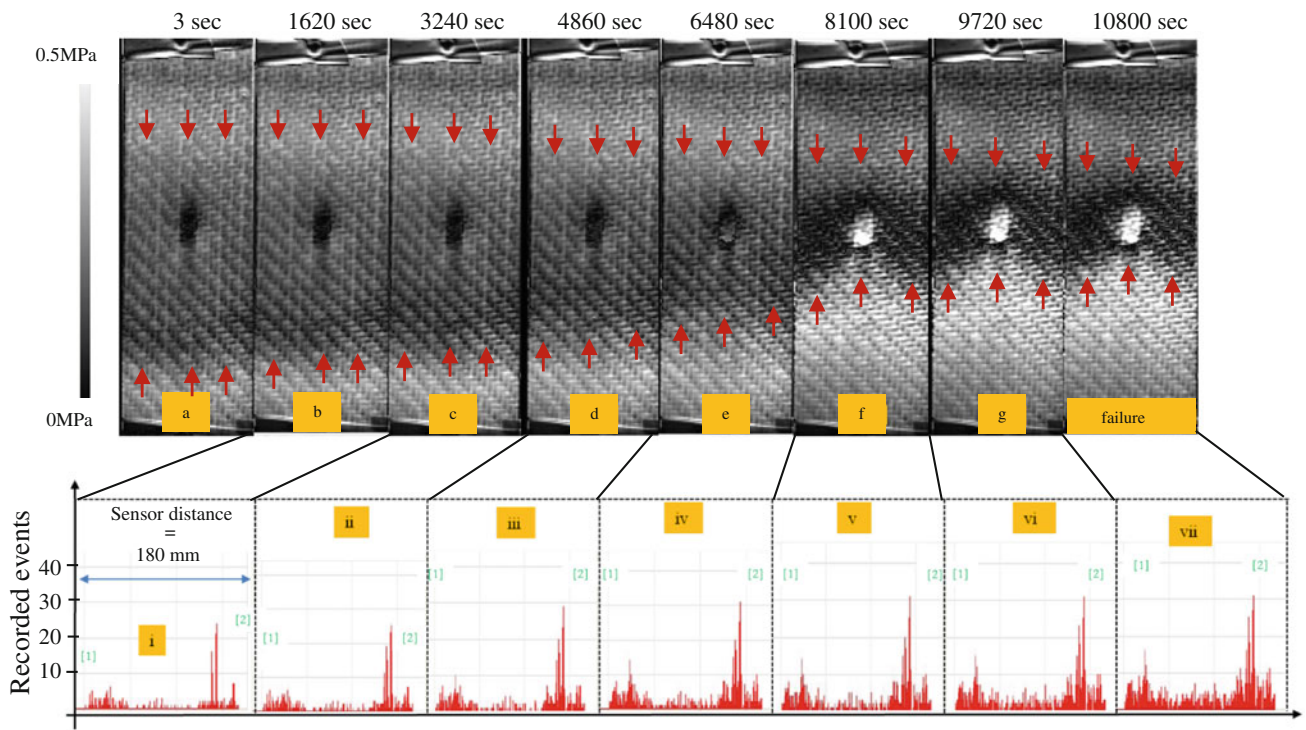 3 sec 1620 sec 3240 sec 4860 sec 6480 sec 8100 sec 9720 sec 10800 sec
0.5MPa
0MPa
a b c d e f g failure
Sensor distance
=
180 mm
i ii iii iv v vi vii
[1] [2] [1] [2] [1] [2] [1] [2] [1] [2] [1] [2] [1] [2]
Recorded events
40
30
20
10